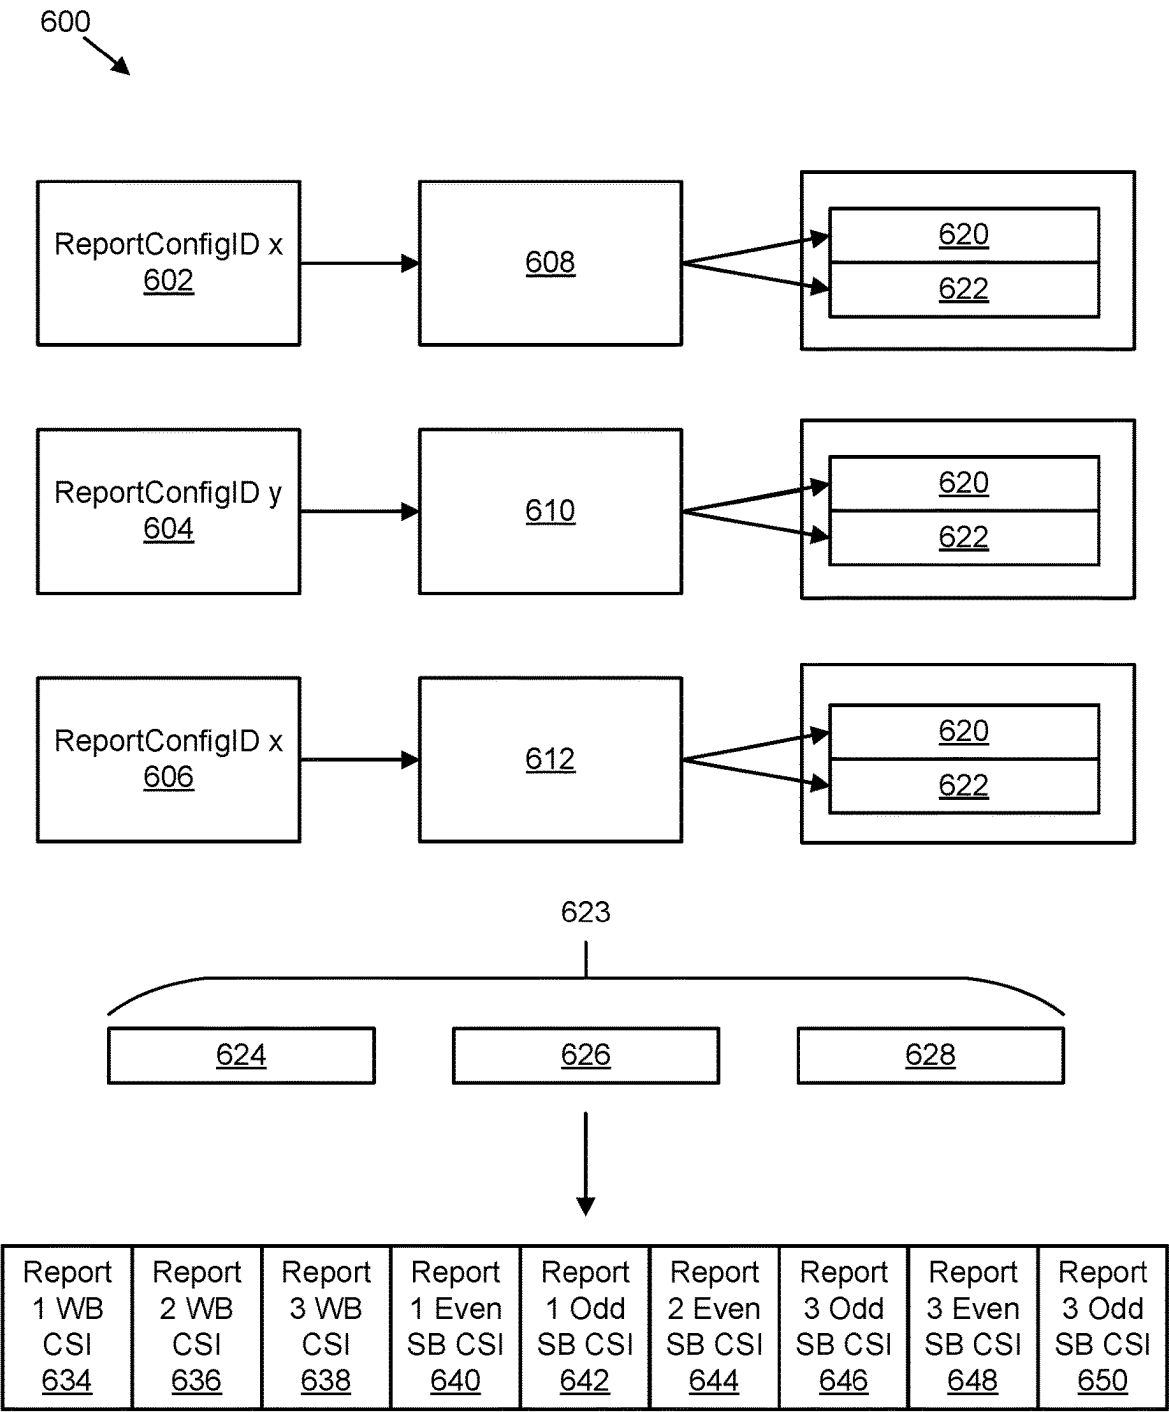 600
ReportConfigID x
602
608
620
622
ReportConfigID y
604
610
620
622
ReportConfigID x
606
612
620
622
623
624
626
628
Report
1 WB
CSI
634
Report
2 WB
CSI
636
Report
3 WB
CSI
638
Report
1 Even
SB CSI
640
Report
1 Odd
SB CSI
642
Report
2 Even
SB CSI
644
Report
3 Odd
SB CSI
646
Report
3 Even
SB CSI
648
Report
3 Odd
SB CSI
650